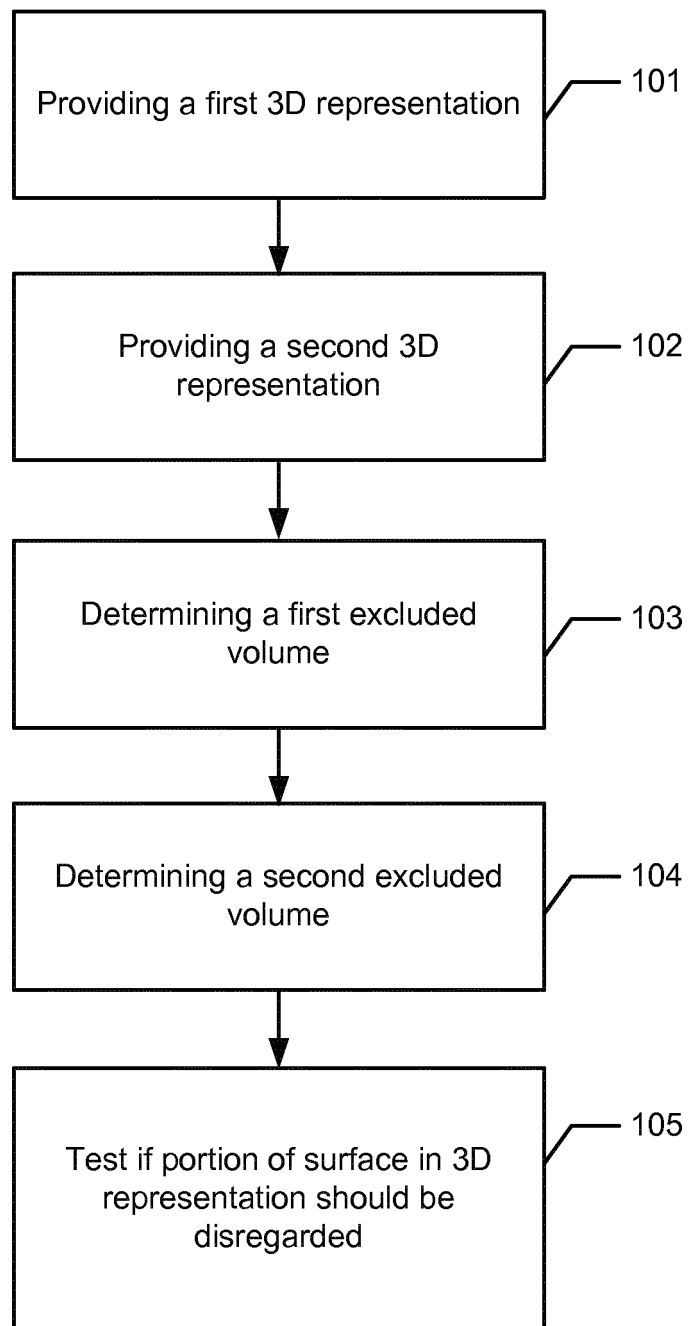 Providing a first 3D representation
101
Providing a second 3D
representation
102
Determining a first excluded
volume
103
Determining a second excluded
volume
104
Test if portion of surface in 3D
representation should be
disregarded
105